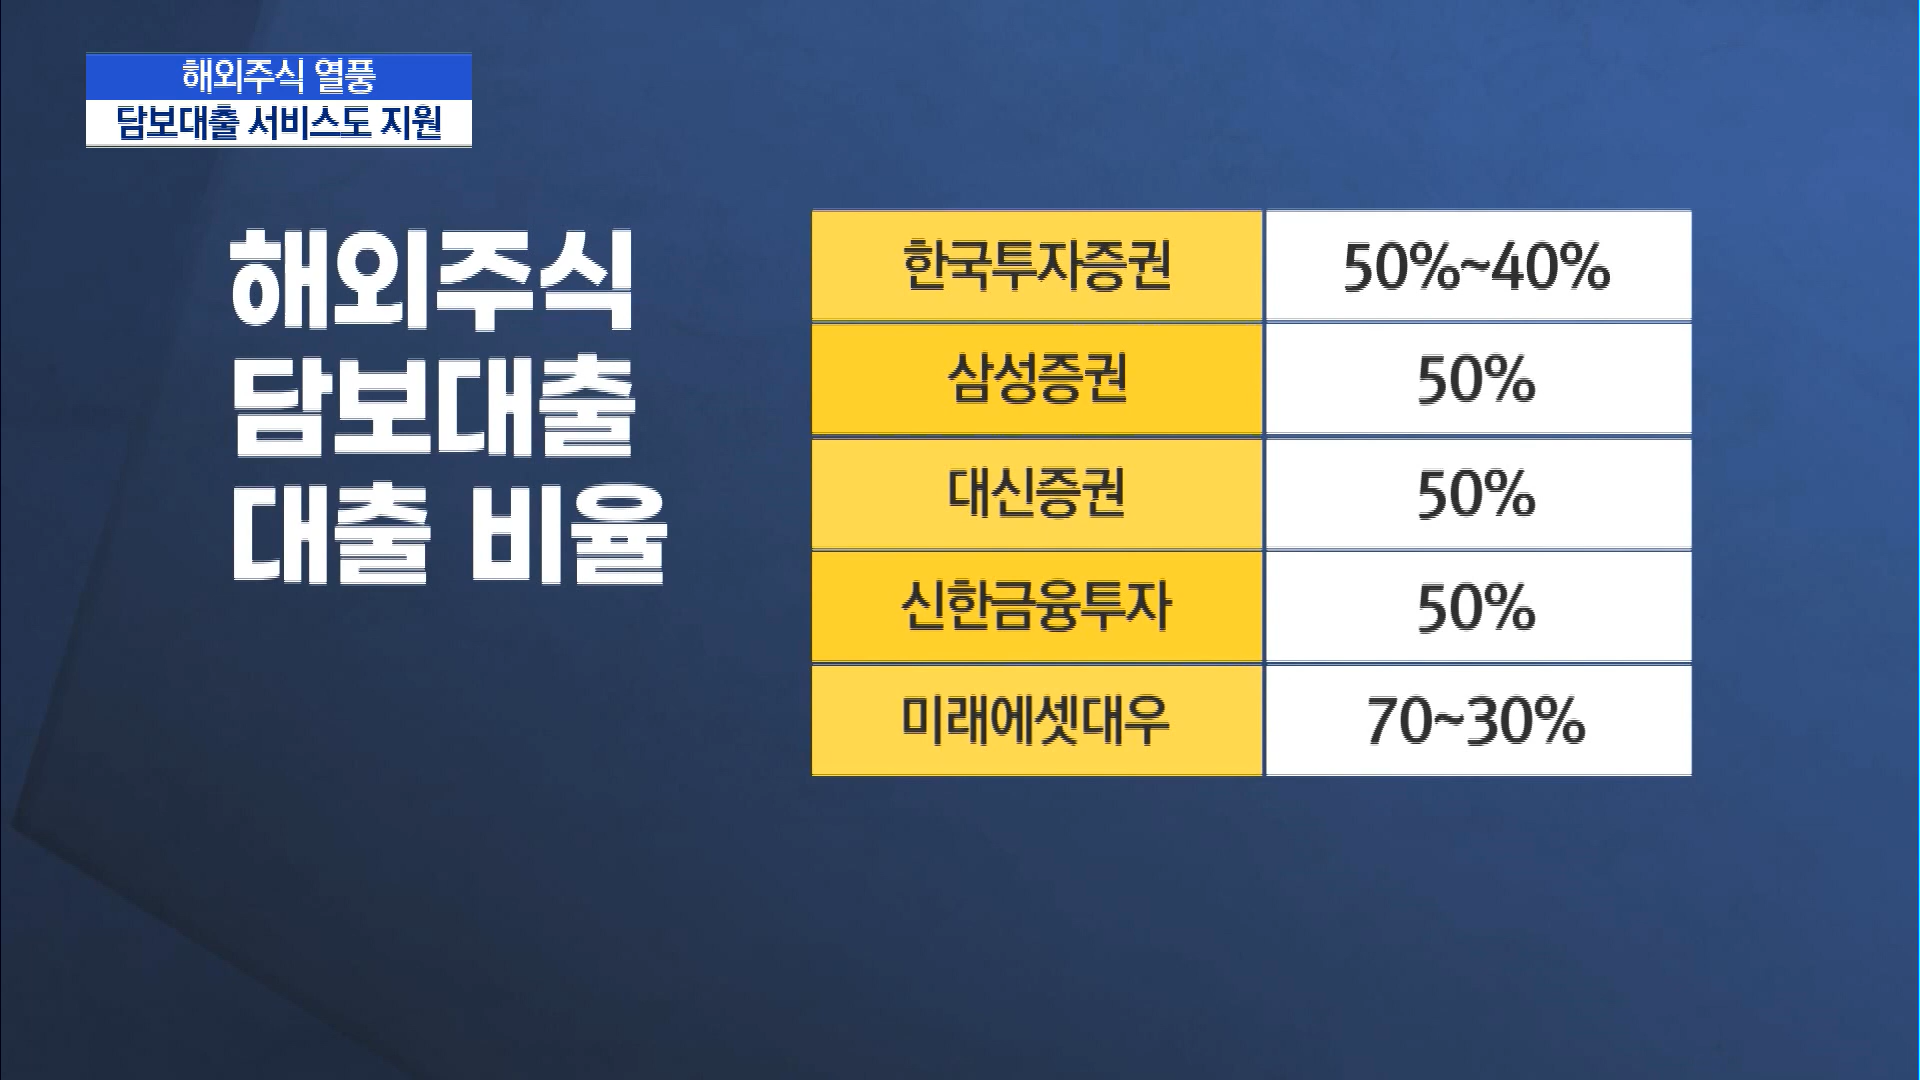 해외주식 열풍
담보대출 서비스도 지원
해외주식
담보대출
대출 비율
한국투자증권 50%~40%
삼성증권 50%
대신증권 50%
신한금융투자 50%
미래에셋대우 70~30%